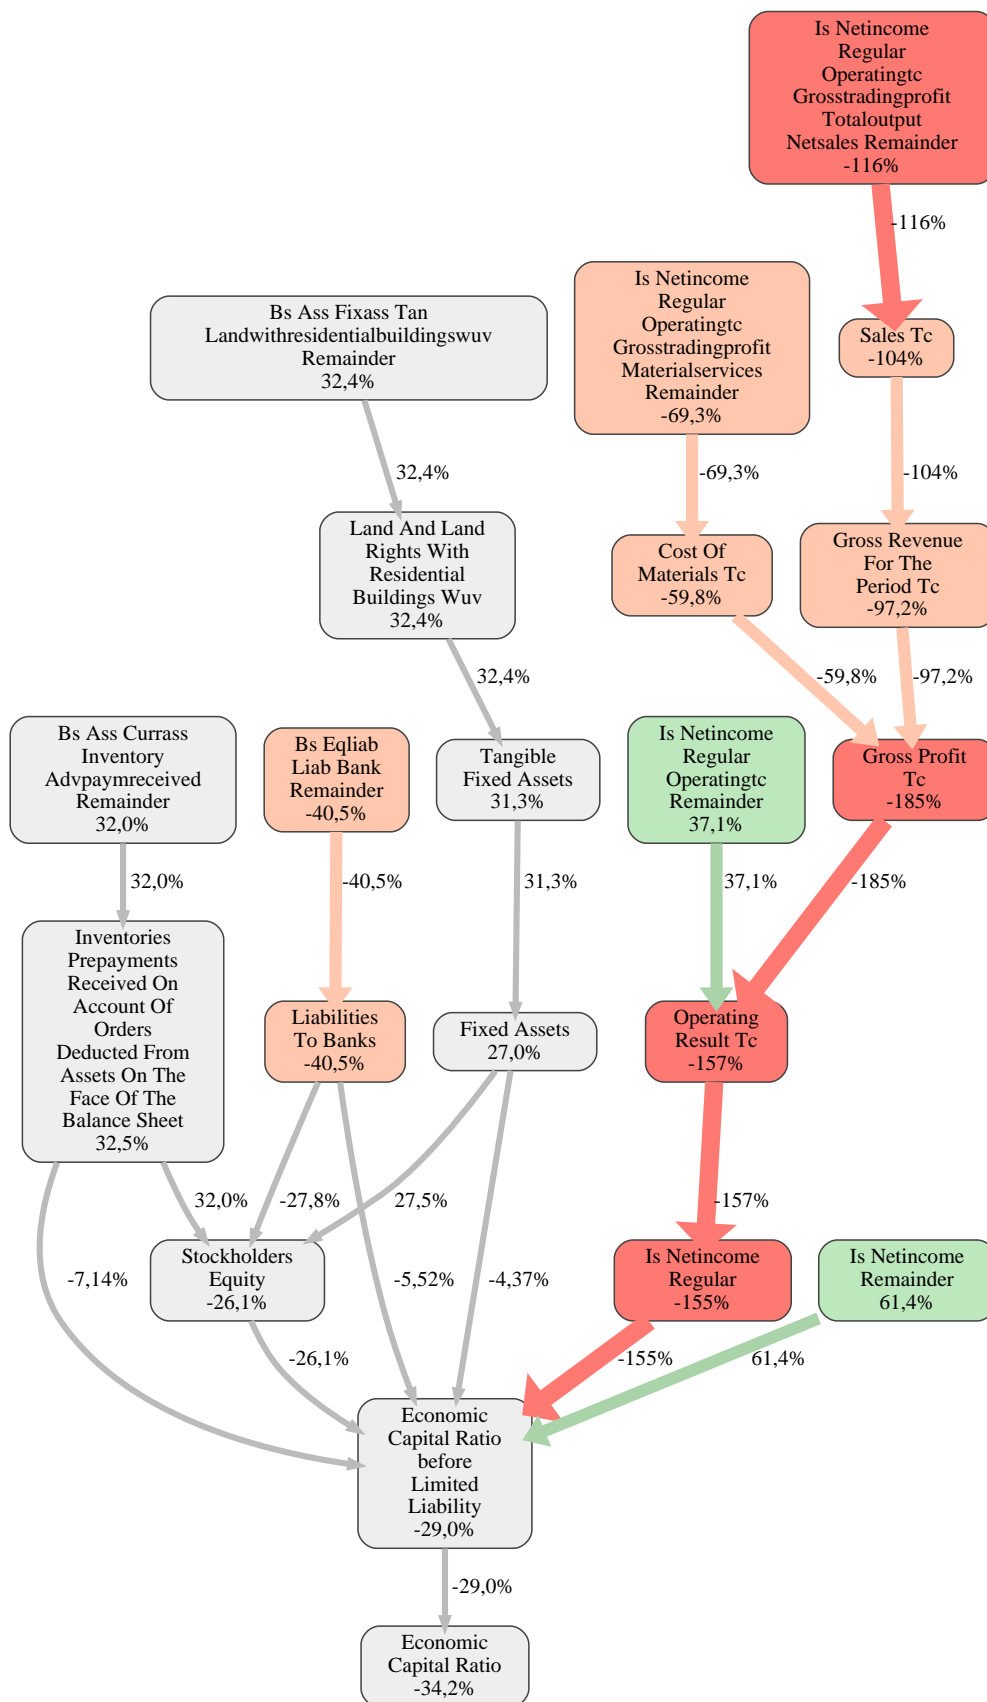 Is Netincome
Regular
Operatingtc
Grosstradingprofit
Totaloutput
Netsales Remainder
-116%
-116%
Bs Ass Fixass Tan
Landwithresidentialbuildingswuv
Remainder
32,4%
Is Netincome
Regular
Operatingtc
Grosstradingprofit
Materialservices
Remainder
-69,3%
Sales Tc
-104%
32,4%
-69,3%
-104%
Land And Land
Rights With
Residential
Buildings Wuv
32,4%
Cost Of
Materials Tc
-59,8%
Gross Revenue
For The
Period Tc
-97,2%
32,4%
-59,8%
-97,2%
Bs Ass Currass
Inventory
Advpaymreceived
Remainder
32,0%
Bs Eqliab
Liab Bank
Remainder
-40,5%
Tangible
Fixed Assets
31,3%
Is Netincome
Regular
Operatingtc
Remainder
37,1%
Gross Profit
Tc
-185%
32,0%
-40,5%
31,3%
37,1%
-185%
Inventories
Prepayments
Received On
Account Of
Orders
Deducted From
Assets On The
Face Of The
Balance Sheet
32,5%
Liabilities
To Banks
-40,5%
Fixed Assets
27,0%
Operating
Result Tc
-157%
32,0%
-27,8%
27,5%
-157%
-7,14%
Stockholders
Equity
-26,1%
-5,52%
-4,37%
Is Netincome
Regular
-155%
Is Netincome
Remainder
61,4%
-26,1%
-155%
61,4%
Economic
Capital Ratio
before
Limited
Liability
-29,0%
-29,0%
Economic
Capital Ratio
-34,2%